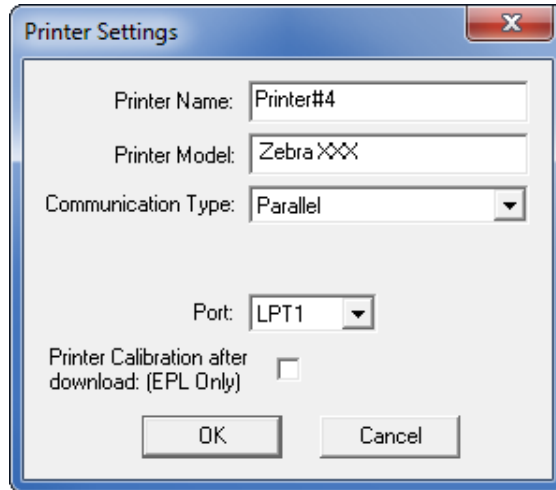 Printer Settings
Printer Name: Printer#4
Printer Model: Zebra XXX
Communication Type: Parallel
Port: LPT1
Printer Calibration after
download: (EPL Only)
OK Cancel